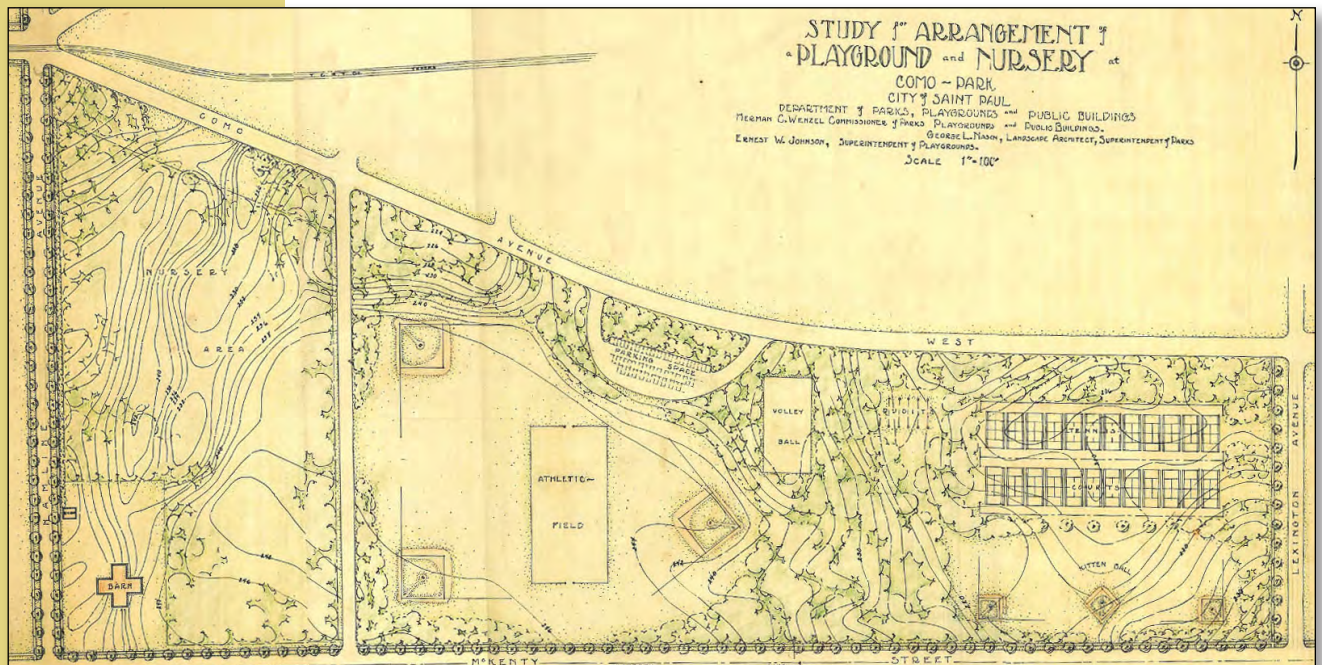 STUDY for ARRANGEMENT of
a PLAYGROUND and NURSERY at
COMO ~ PARK
CITY of SAINT PAUL
DEPARTMENT of PARKS, PLAYGROUNDS and PUBLIC BUILDINGS
HERMAN C. WENZEL COMMISSIONER of PARKS PLAYGROUNDS and PUBLIC BUILDINGS.
GEORGE L. NASON, LANDSCAPE ARCHITECT, SUPERINTENDENT of PARKS
ERNEST W. JOHNSON, SUPERINTENDENT of PLAYGROUNDS.
SCALE 1"=100'
N
TRACKS
COMO
AVENUE
WEST
HAMLINE
AVENUE
NURSERY
AREA
BARN
PARKING SPACE
ATHLETIC ~
FIELD
VOLLEY
BALL
QUOITS
TENNIS
COURTS
KITTEN BALL
LEXINGTON
AVENUE
McKENTY
STREET
240